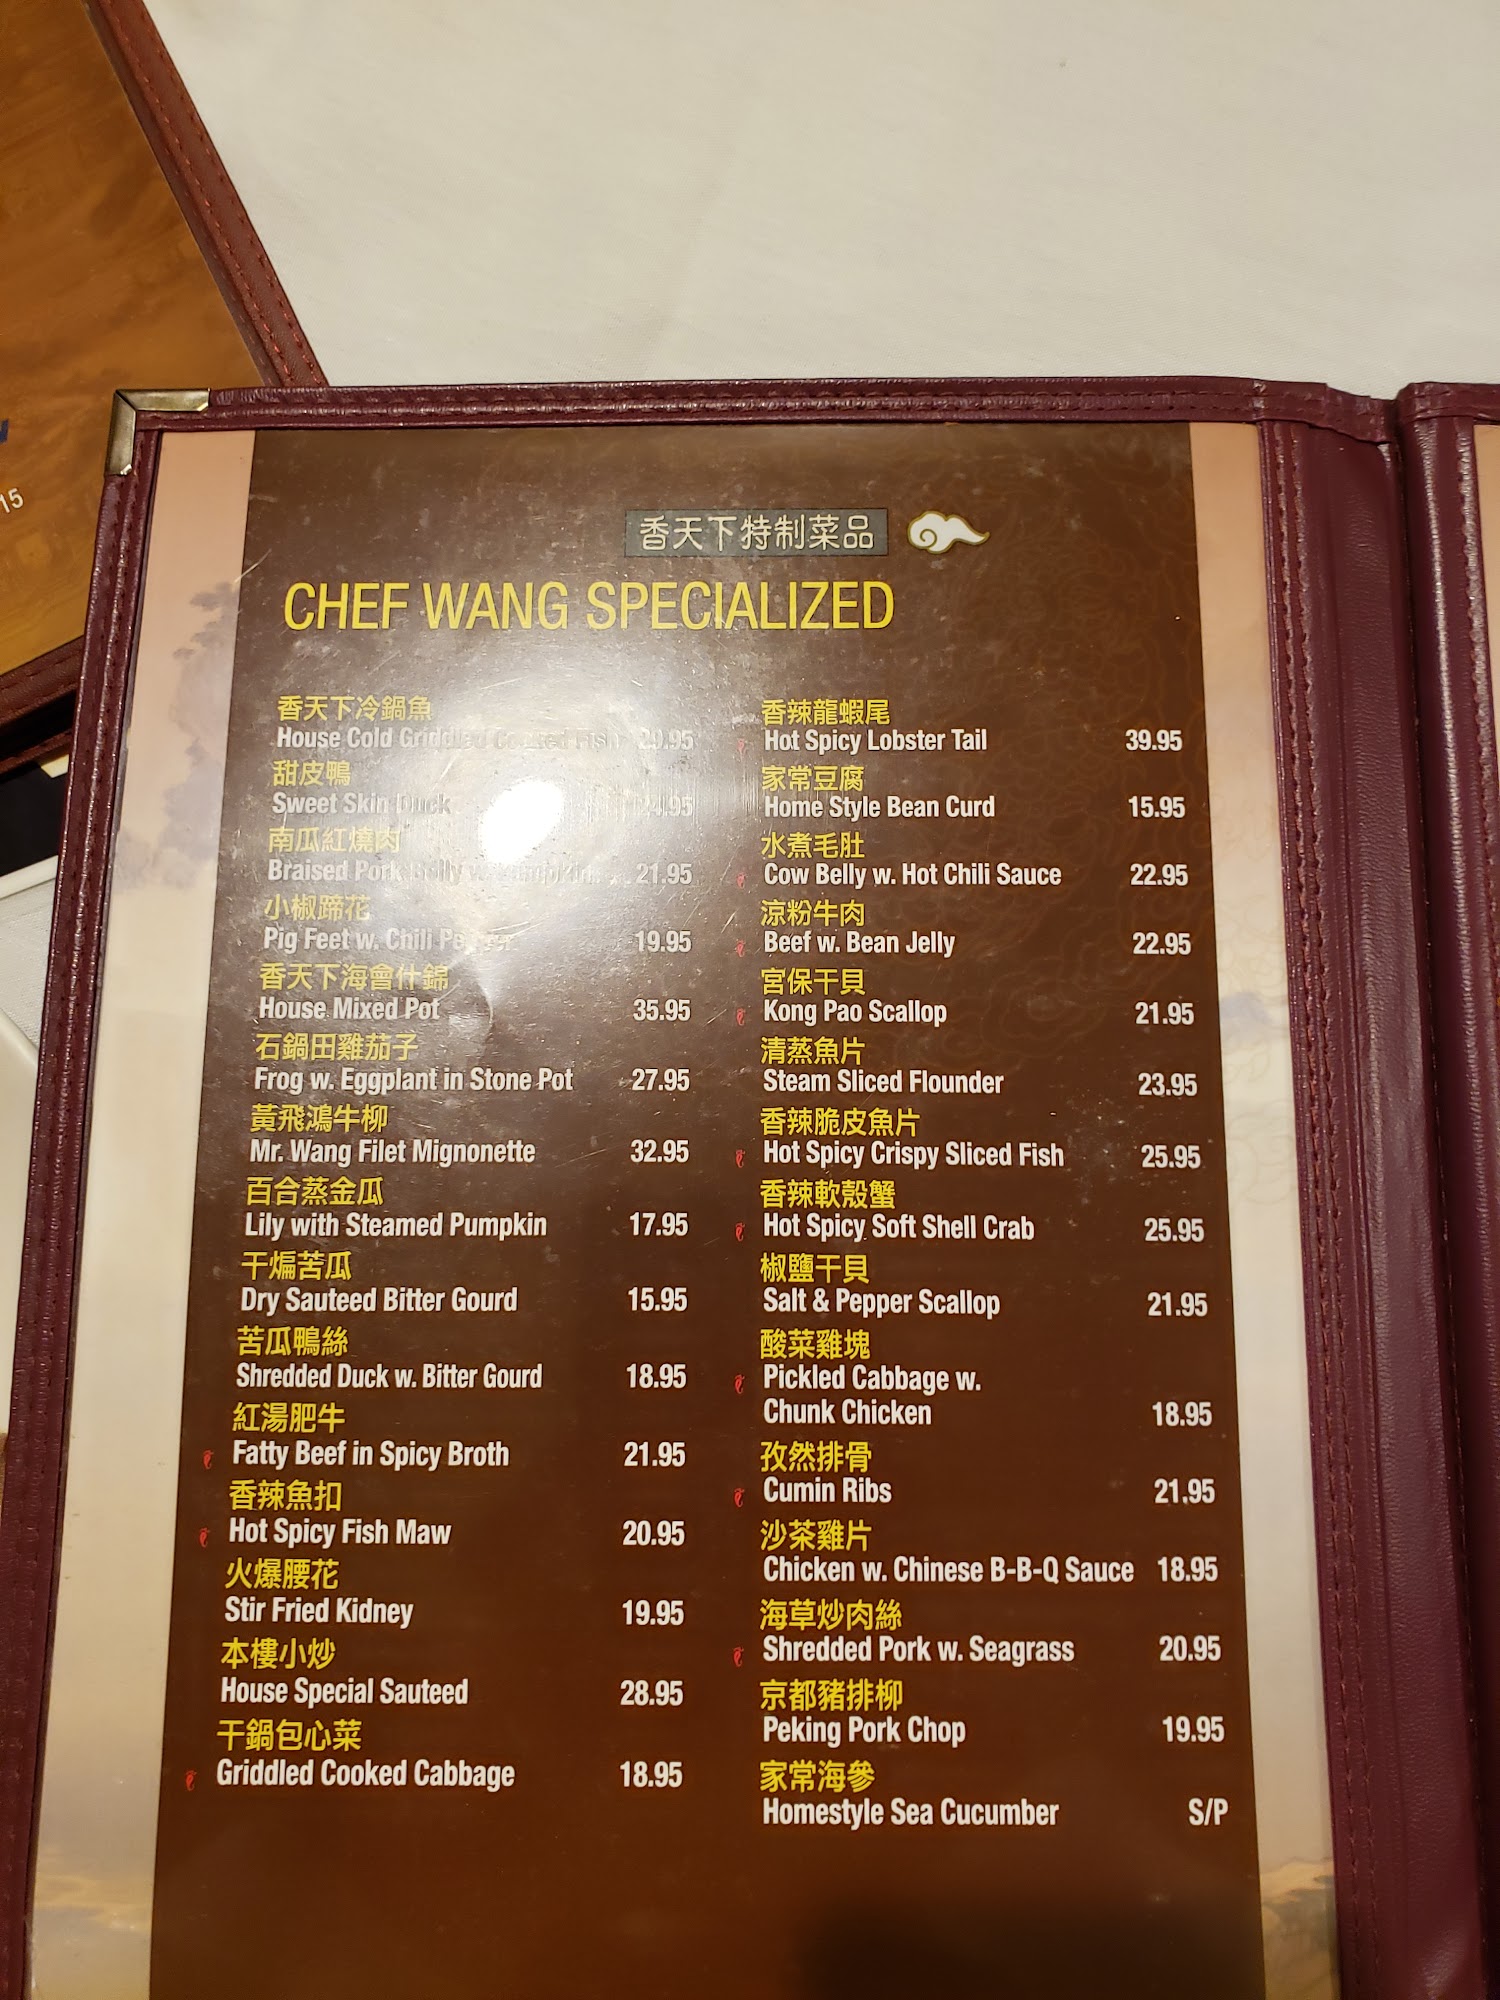 15
香天下特制菜品
CHEF WANG SPECIALIZED
香天下冷鍋魚
House Cold Griddled Cooked Fish 29.95
甜皮鴨
Sweet Skin Duck 24.95
南瓜紅燒肉
Braised Pork Belly w. Pumpkin 21.95
小椒蹄花
Pig Feet w. Chili Pepper 19.95
香天下海會什錦
House Mixed Pot 35.95
石鍋田雞茄子
Frog w. Eggplant in Stone Pot 27.95
黃飛鴻牛柳
Mr. Wang Filet Mignonette 32.95
百合蒸金瓜
Lily with Steamed Pumpkin 17.95
干煸苦瓜
Dry Sauteed Bitter Gourd 15.95
苦瓜鴨絲
Shredded Duck w. Bitter Gourd 18.95
紅湯肥牛
Fatty Beef in Spicy Broth 21.95
香辣魚扣
Hot Spicy Fish Maw 20.95
火爆腰花
Stir Fried Kidney 19.95
本樓小炒
House Special Sauteed 28.95
干鍋包心菜
Griddled Cooked Cabbage 18.95
香辣龍蝦尾
Hot Spicy Lobster Tail 39.95
家常豆腐
Home Style Bean Curd 15.95
水煮毛肚
Cow Belly w. Hot Chili Sauce 22.95
涼粉牛肉
Beef w. Bean Jelly 22.95
宮保干貝
Kong Pao Scallop 21.95
清蒸魚片
Steam Sliced Flounder 23.95
香辣脆皮魚片
Hot Spicy Crispy Sliced Fish 25.95
香辣軟殼蟹
Hot Spicy Soft Shell Crab 25.95
椒鹽干貝
Salt & Pepper Scallop 21.95
酸菜雞塊
Pickled Cabbage w.
Chunk Chicken 18.95
孜然排骨
Cumin Ribs 21.95
沙茶雞片
Chicken w. Chinese B-B-Q Sauce 18.95
海草炒肉絲
Shredded Pork w. Seagrass 20.95
京都豬排柳
Peking Pork Chop 19.95
家常海參
Homestyle Sea Cucumber S/P